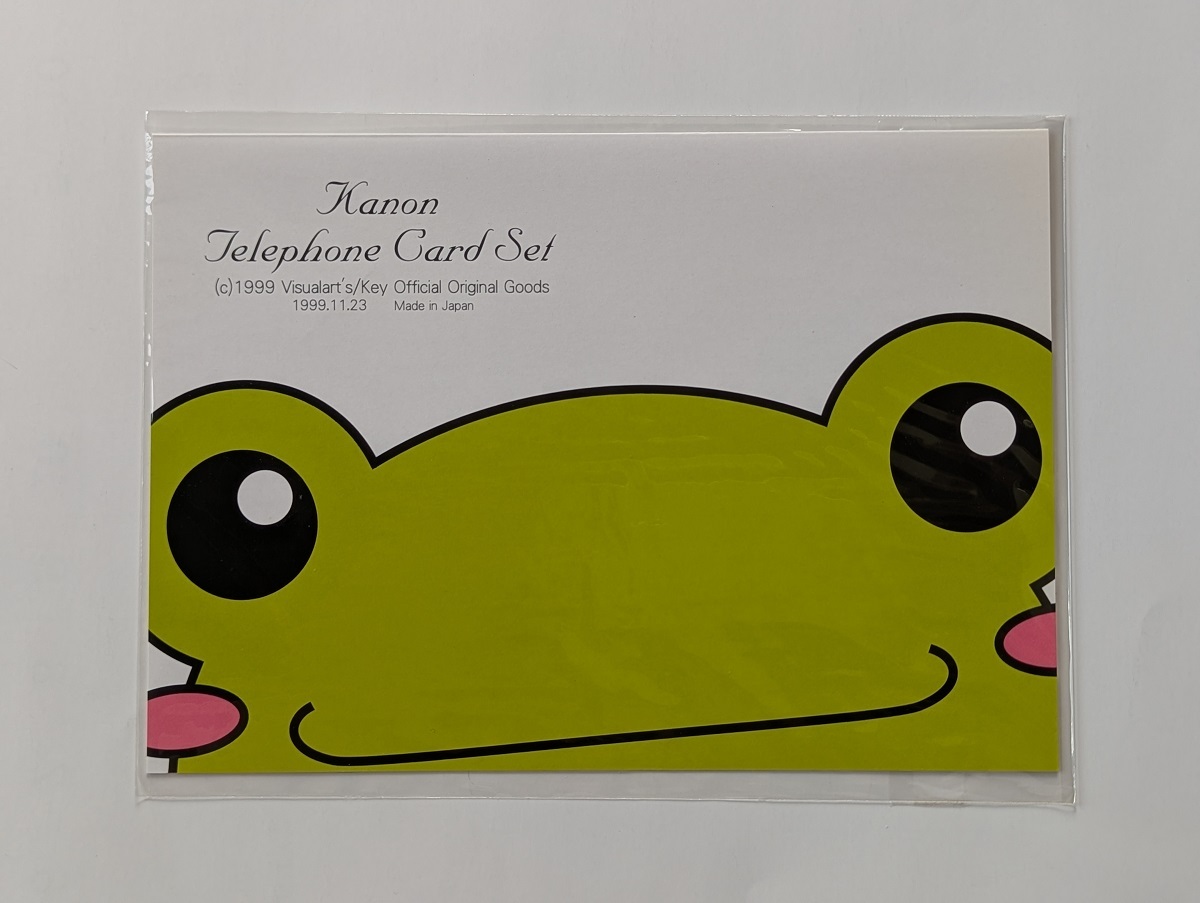 Kanon
Telephone Card Set
(c)1999 Visualart's/Key Official Original Goods
1999.11.23 Made in Japan